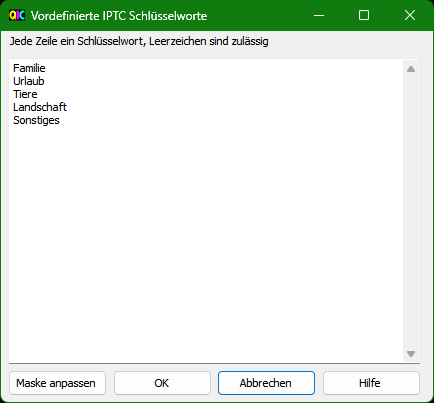 QIC Vordefinierte IPTC Schlüsselworte
Jede Zeile ein Schlüsselwort, Leerzeichen sind zulässig
Familie
Urlaub
Tiere
Landschaft
Sonstiges
Maske anpassen OK Abbrechen Hilfe